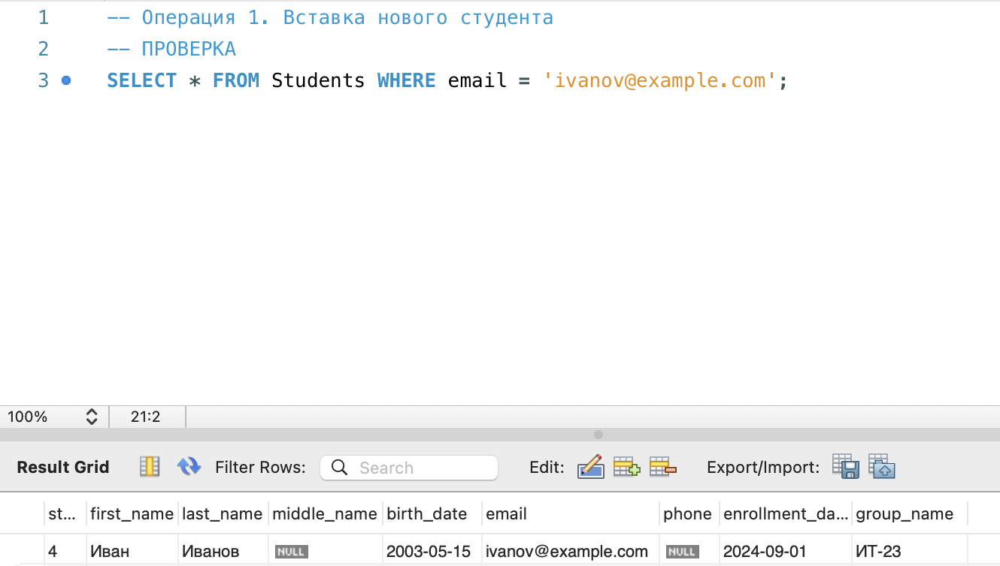 1 -- Операция 1. Вставка нового студента
2 -- ПРОВЕРКА
3 SELECT * FROM Students WHERE email = 'ivanov@example.com';
100% 21:2
Result Grid Filter Rows: Search Edit: Export/Import:
st... first_name last_name middle_name birth_date email phone enrollment_da... group_name
4 Иван Иванов NULL 2003-05-15 ivanov@example.com NULL 2024-09-01 ИТ-23